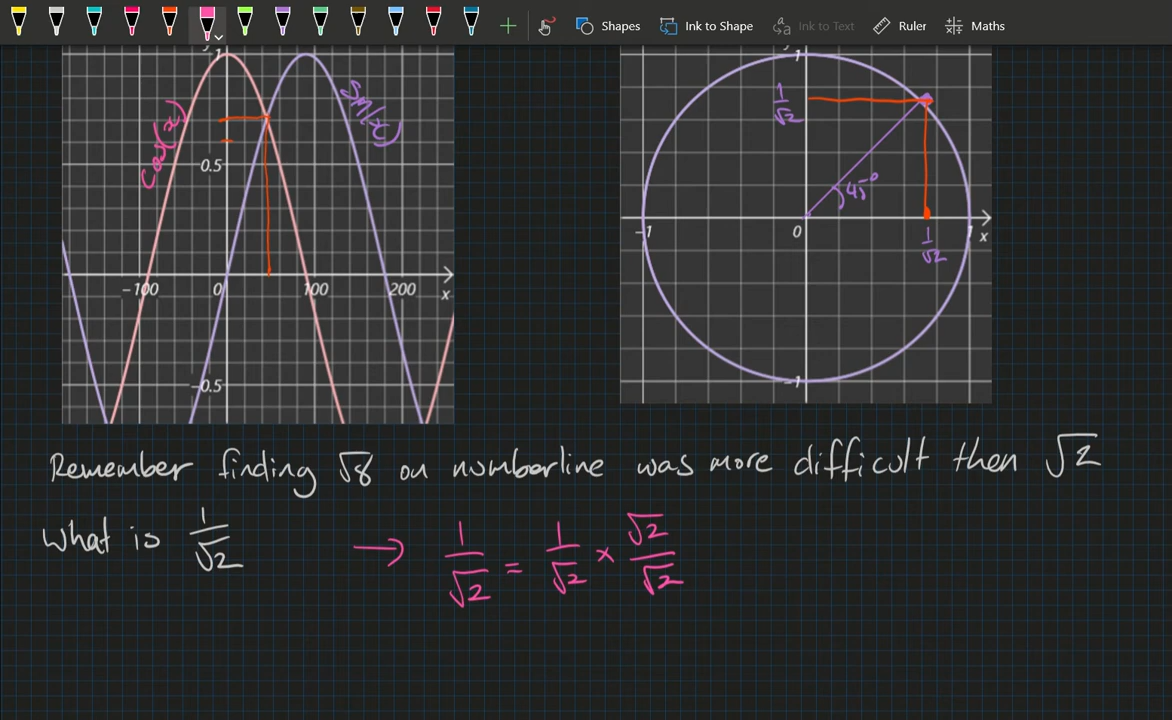 Shapes Ink to Shape Ink to Text Ruler Maths
y 1
cos(x) sin(x)
0.5
-100 0 100 200 x
-0.5
y 1
1/√2
45°
-1 0 1 x
1/√2
-1
Remember finding √8 on numberline was more difficult then √2
what is 1/√2 → 1/√2 = 1/√2 × √2/√2